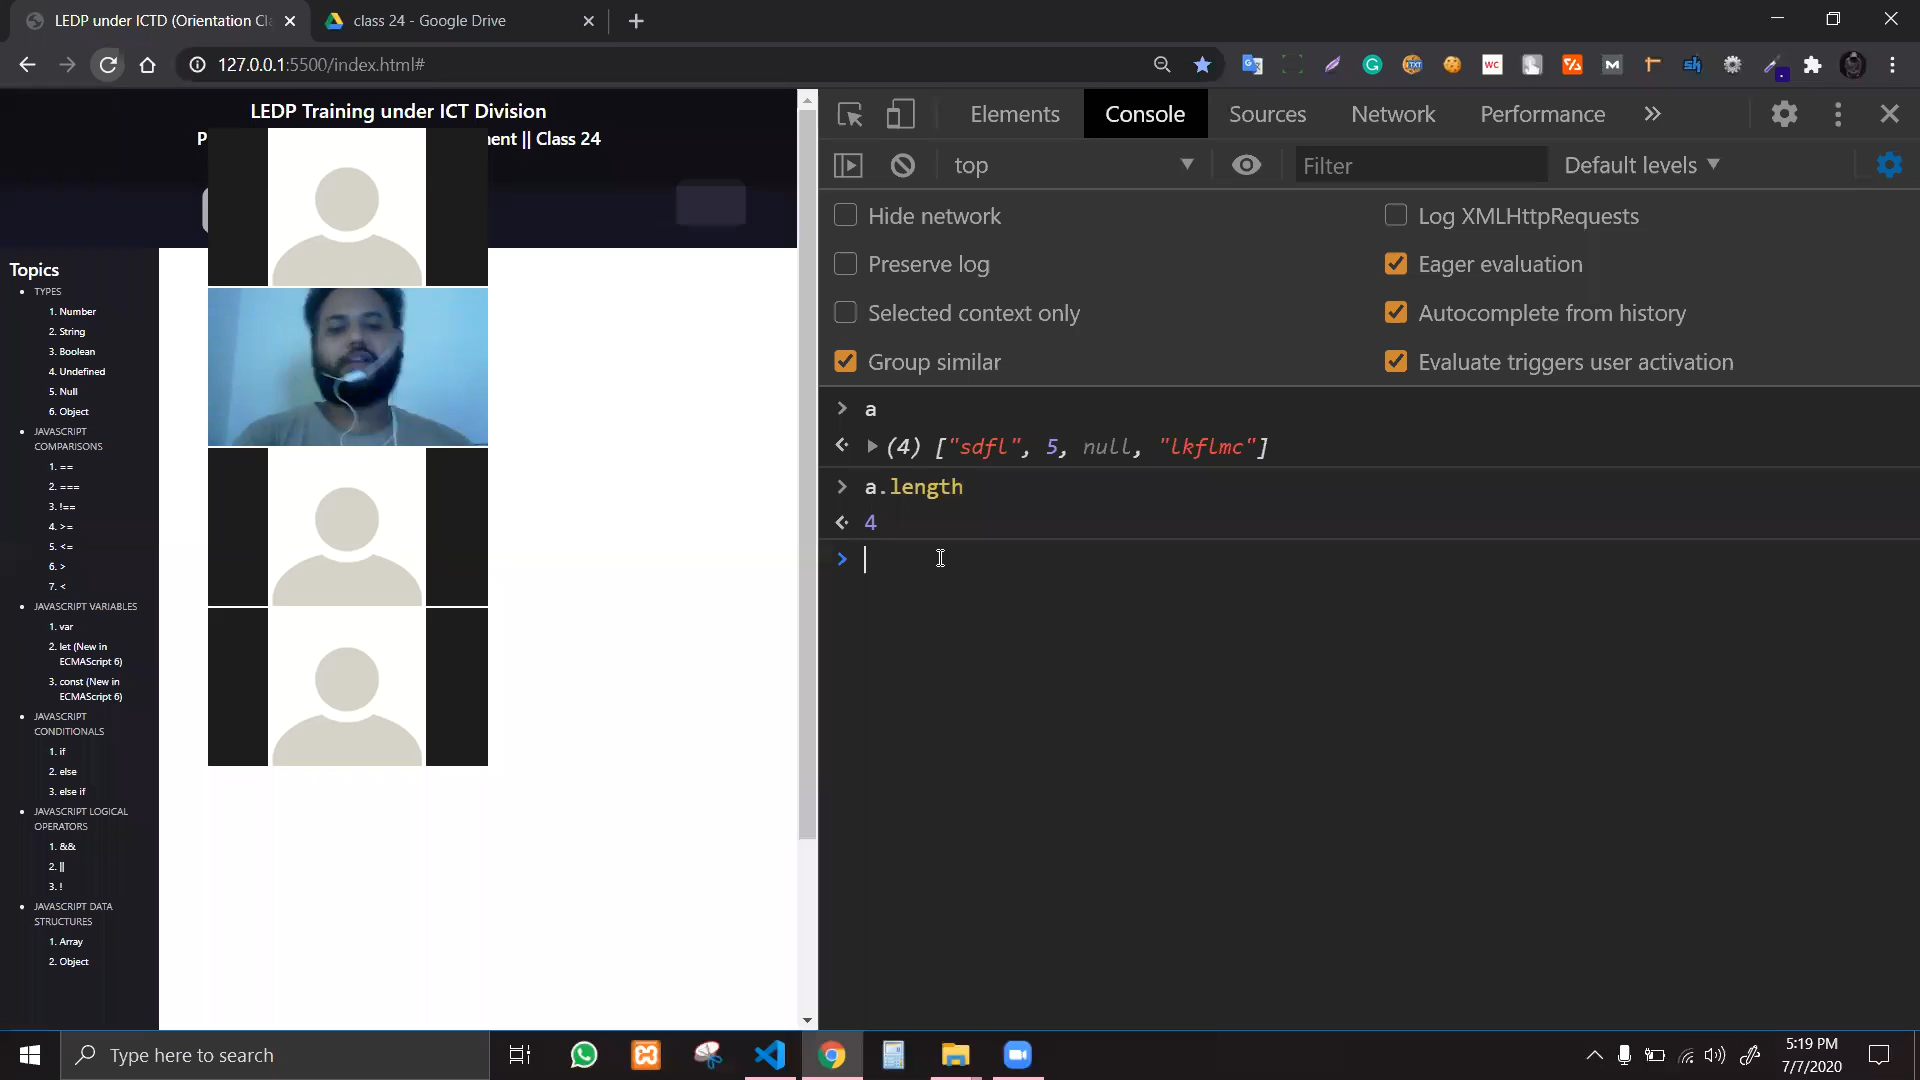 LEDP under ICTD (Orientation Cl
class 24 - Google Drive
127.0.0.1:5500/index.html#
LEDP Training under ICT Division
P ment || Class 24
Topics
TYPES
1. Number
2. String
3. Boolean
4. Undefined
5. Null
6. Object
JAVASCRIPT
COMPARISONS
1. ==
2. ===
3. !==
4. >=
5. <=
6. >
7. <
JAVASCRIPT VARIABLES
1. var
2. let (New in
ECMAScript 6)
3. const (New in
ECMAScript 6)
JAVASCRIPT
CONDITIONALS
1. if
2. else
3. else if
JAVASCRIPT LOGICAL
OPERATORS
1. &&
2. ||
3. !
JAVASCRIPT DATA
STRUCTURES
1. Array
2. Object
Elements Console Sources Network Performance »
top Filter Default levels
Hide network Log XMLHttpRequests
Preserve log Eager evaluation
Selected context only Autocomplete from history
Group similar Evaluate triggers user activation
> a
(4) ["sdfl", 5, null, "lkflmc"]
> a.length
4
>
Type here to search
5:19 PM
7/7/2020